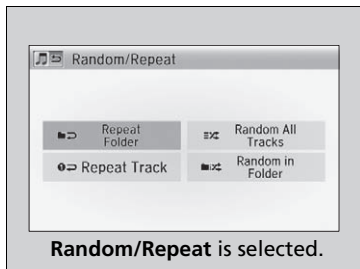 Random/Repeat
Repeat
Folder
Random All
Tracks
Repeat Track
Random in
Folder
Random/Repeat is selected.